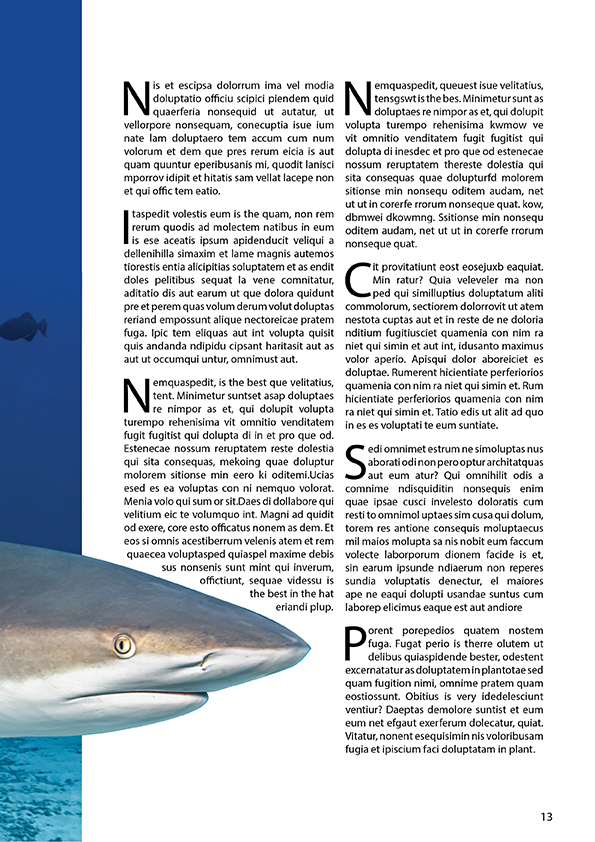 Nis et escipsa dolorrum ima vel modia
doluptatio officiu scipici piendem quid
quaerferia nonsequid ut autatur, ut
vellorpore nonsequam, conecuptia isue ium
nate lam doluptaero tem accum cum num
volorum et dem que pres rerum eicia is aut
quam quuntur eperibusanis mi, quodit lanisci
mporrov idipit et hitatis sam vellat lacepe non
et qui offic tem eatio.
Itaspedit volestis eum is the quam, non rem
rerum quodis ad molectem natibus in eum
is ese aceatis ipsum apidenducit veliqui a
dellenihilla simaxim et lame magnis autemos
tiorestis entia alicipitias soluptatem et as endit
doles pelitibus sequat la vene comnitatur,
aditatio dis aut earum ut que dolora quidunt
pre et perem quas volum derum volut doluptas
reriand empossunt alique nectoreicae pratem
fuga. Ipic tem eliquas aut int volupta quisit
quis andanda ndipidu cipsant haritasit aut as
aut ut occumqui untur, omnimust aut.
Nemquaspedit, is the best que velitatius,
tent. Minimetur suntset asap doluptaes
re nimpor as et, qui dolupit volupta
turempo rehenisima vit omnitio venditatem
fugit fugitist qui dolupta di in et pro que od.
Estenecae nossum reruptatem reste dolestia
qui sita consequas, mekoing quae doluptur
molorem sitionse min eero ki oditemi.Ucias
esed es ea voluptas con ni nemquo volorat.
Menia volo qui sum or sit.Daes di dollabore qui
velitium eic te volumquo int. Magni ad quidit
od exere, core esto officatus nonem as dem. Et
eos si omnis acestiberrum velenis atem et rem
quaecea voluptasped quiaspel maxime debis
sus nonsenis sunt mint qui inverum,
offictiunt, sequae videssu is
the best in the hat
eriandi plup.
Nemquaspedit, queuest isue velitatius,
tensgswt is the bes. Minimetur sunt as
doluptaes re nimpor as et, qui dolupit
volupta turempo rehenisima kwmow ve
vit omnitio venditatem fugit fugitist qui
dolupta di inesdec et pro que od estenecae
nossum reruptatem thereste dolestia qui
sita consequas quae dolupturfd molorem
sitionse min nonsequ oditem audam, net
ut ut in corerfe rrorum nonseque quat. kow,
dbmwei dkowmng. Ssitionse min nonsequ
oditem audam, net ut ut in corerfe rrorum
nonseque quat.
Cit provitatiunt eost eosejuxb eaquiat.
Min ratur? Quia veleveler ma non
ped qui similluptius doluptatum aliti
commolorum, sectiorem dolorrovit ut atem
nestota cuptas aut et in reste de ne doloria
nditium fugitiusciet quamenia con nim ra
niet qui simin et aut int, idusanto maximus
volor aperio. Apisqui dolor aboreiciet es
doluptae. Rumerent hicientiate perferiorios
quamenia con nim ra niet qui simin et. Rum
hicientiate perferiorios quamenia con nim
ra niet qui simin et. Tatio edis ut alit ad quo
in es es voluptati te eum suntiate.
Sedi omnimet estrum ne simoluptas nus
aborati odi non pero optur architatquas
aut eum atur? Qui omnihilit odis a
comnime ndisquiditin nonsequis enim
quae ipsae cusci invelesto doloratis cum
resti to omnimol uptaes sim cusa qui dolum,
torem res antione consequis moluptaecus
mil maios molupta sa nis nobit eum faccum
volecte laborporum dionem facide is et,
sin earum ipsunde ndiaerum non reperes
sundia voluptatis denectur, el maiores
ape ne eaqui dolupti usandae suntus cum
laborep elicimus eaque est aut andiore
Porent porepedios quatem nostem
fuga. Fugat perio is therre olutem ut
delibus quiaspidende bester, odestent
excernatatur as doluptatem in plantotae sed
quam fugition nimi, omnime pratem quam
eostiossunt. Obitius is very idedelesciunt
ventiur? Daeptas demolore suntist et eum
eum net efgaut exerferum dolecatur, quiat.
Vitatur, nonent esequisimin nis voloribusam
fugia et ipiscium faci doluptatam in plant.
13